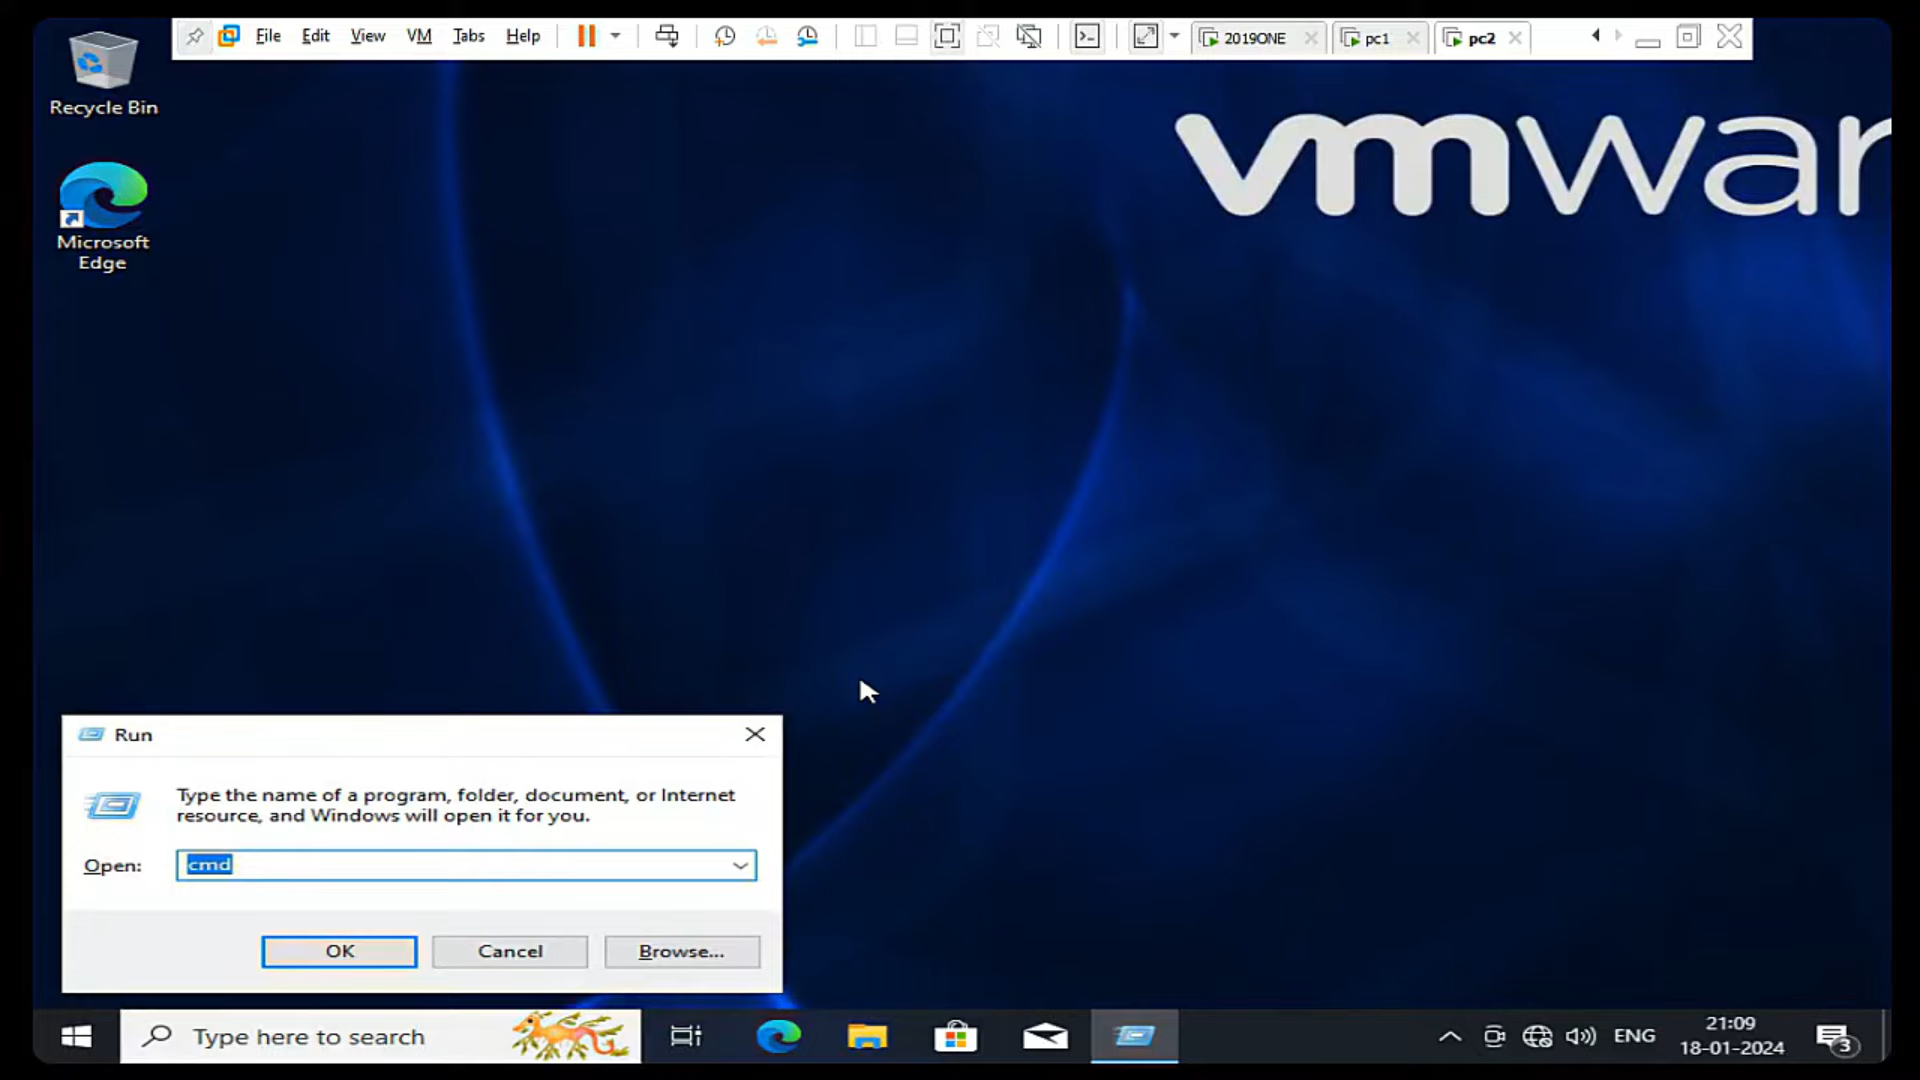 File Edit View VM Tabs Help 2019ONE pc1 pc2
Recycle Bin
Microsoft
Edge
vmwar
Run
Type the name of a program, folder, document, or Internet
resource, and Windows will open it for you.
Open: cmd
OK Cancel Browse...
Type here to search
ENG
21:09
18-01-2024
3